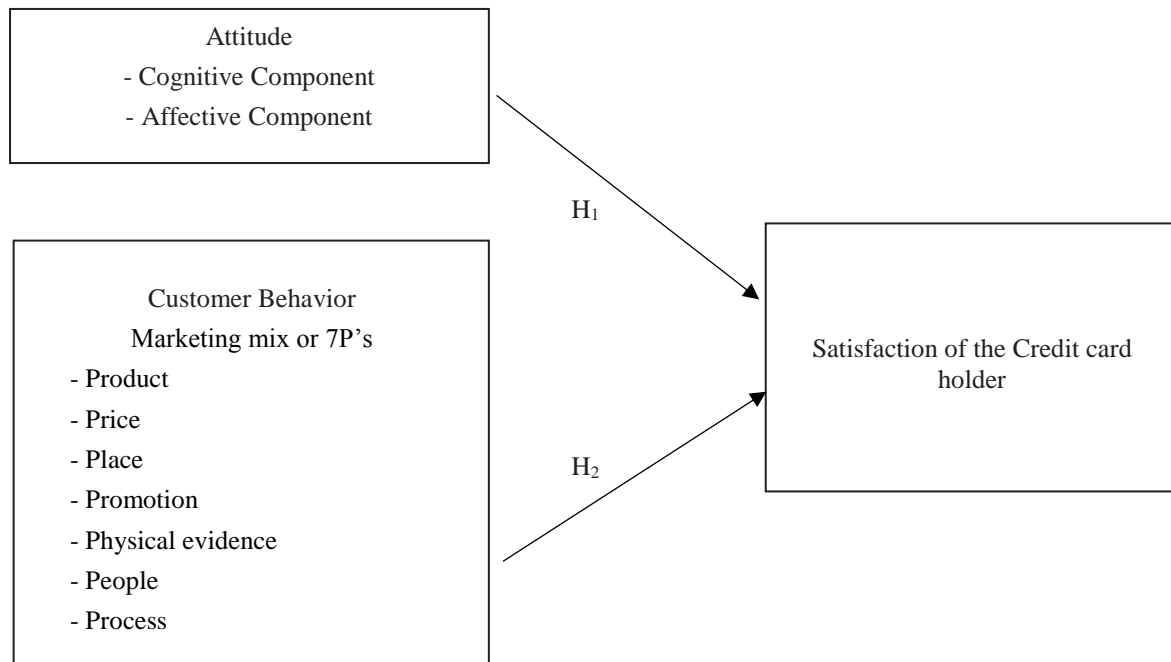 Attitude
- Cognitive Component
- Affective Component
H₁
Customer Behavior
Marketing mix or 7P’s
- Product
- Price
- Place
- Promotion
- Physical evidence
- People
- Process
H₂
Satisfaction of the Credit card
holder